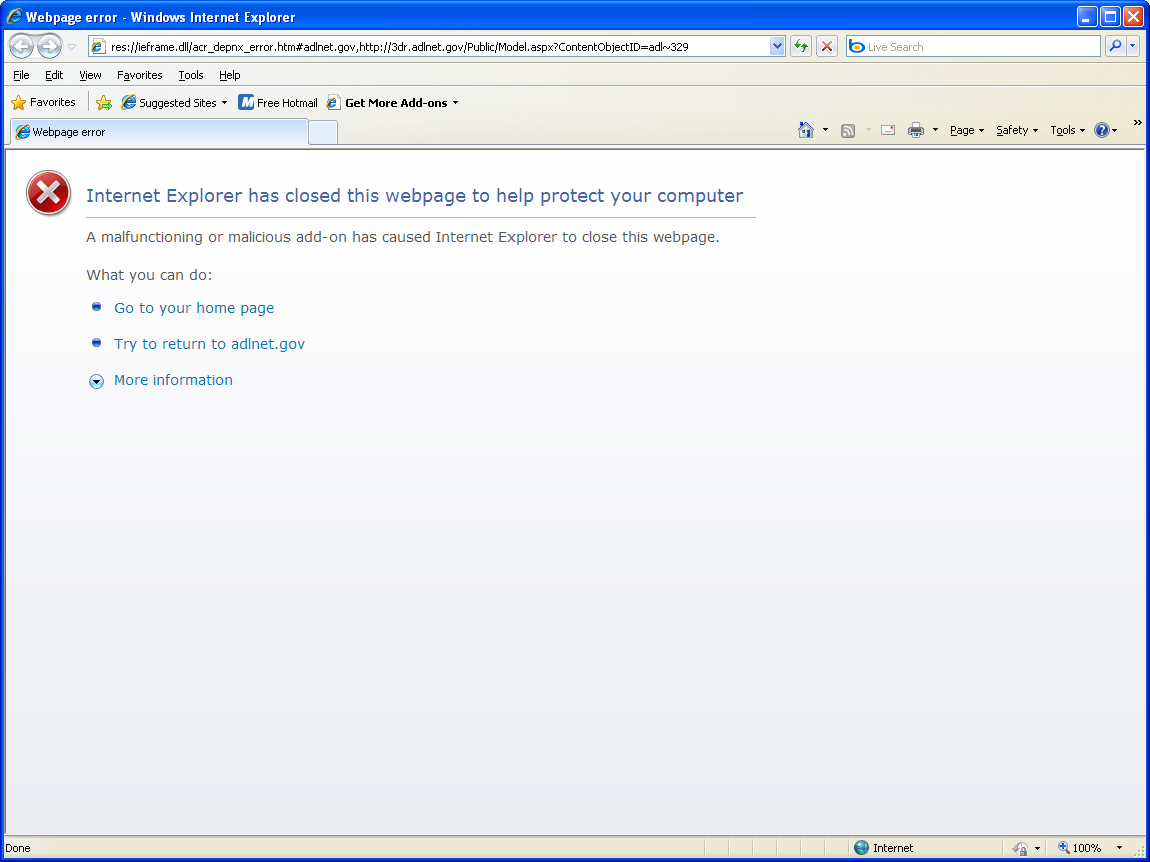 Webpage error - Windows Internet Explorer
res://ieframe.dll/acr_depnx_error.htm#adlnet.gov,http://3dr.adlnet.gov/Public/Model.aspx?ContentObjectID=adl~329
Live Search
File Edit View Favorites Tools Help
Favorites Suggested Sites Free Hotmail Get More Add-ons
Webpage error
Page Safety Tools
Internet Explorer has closed this webpage to help protect your computer
A malfunctioning or malicious add-on has caused Internet Explorer to close this webpage.
What you can do:
Go to your home page
Try to return to adlnet.gov
More information
Done Internet 100%